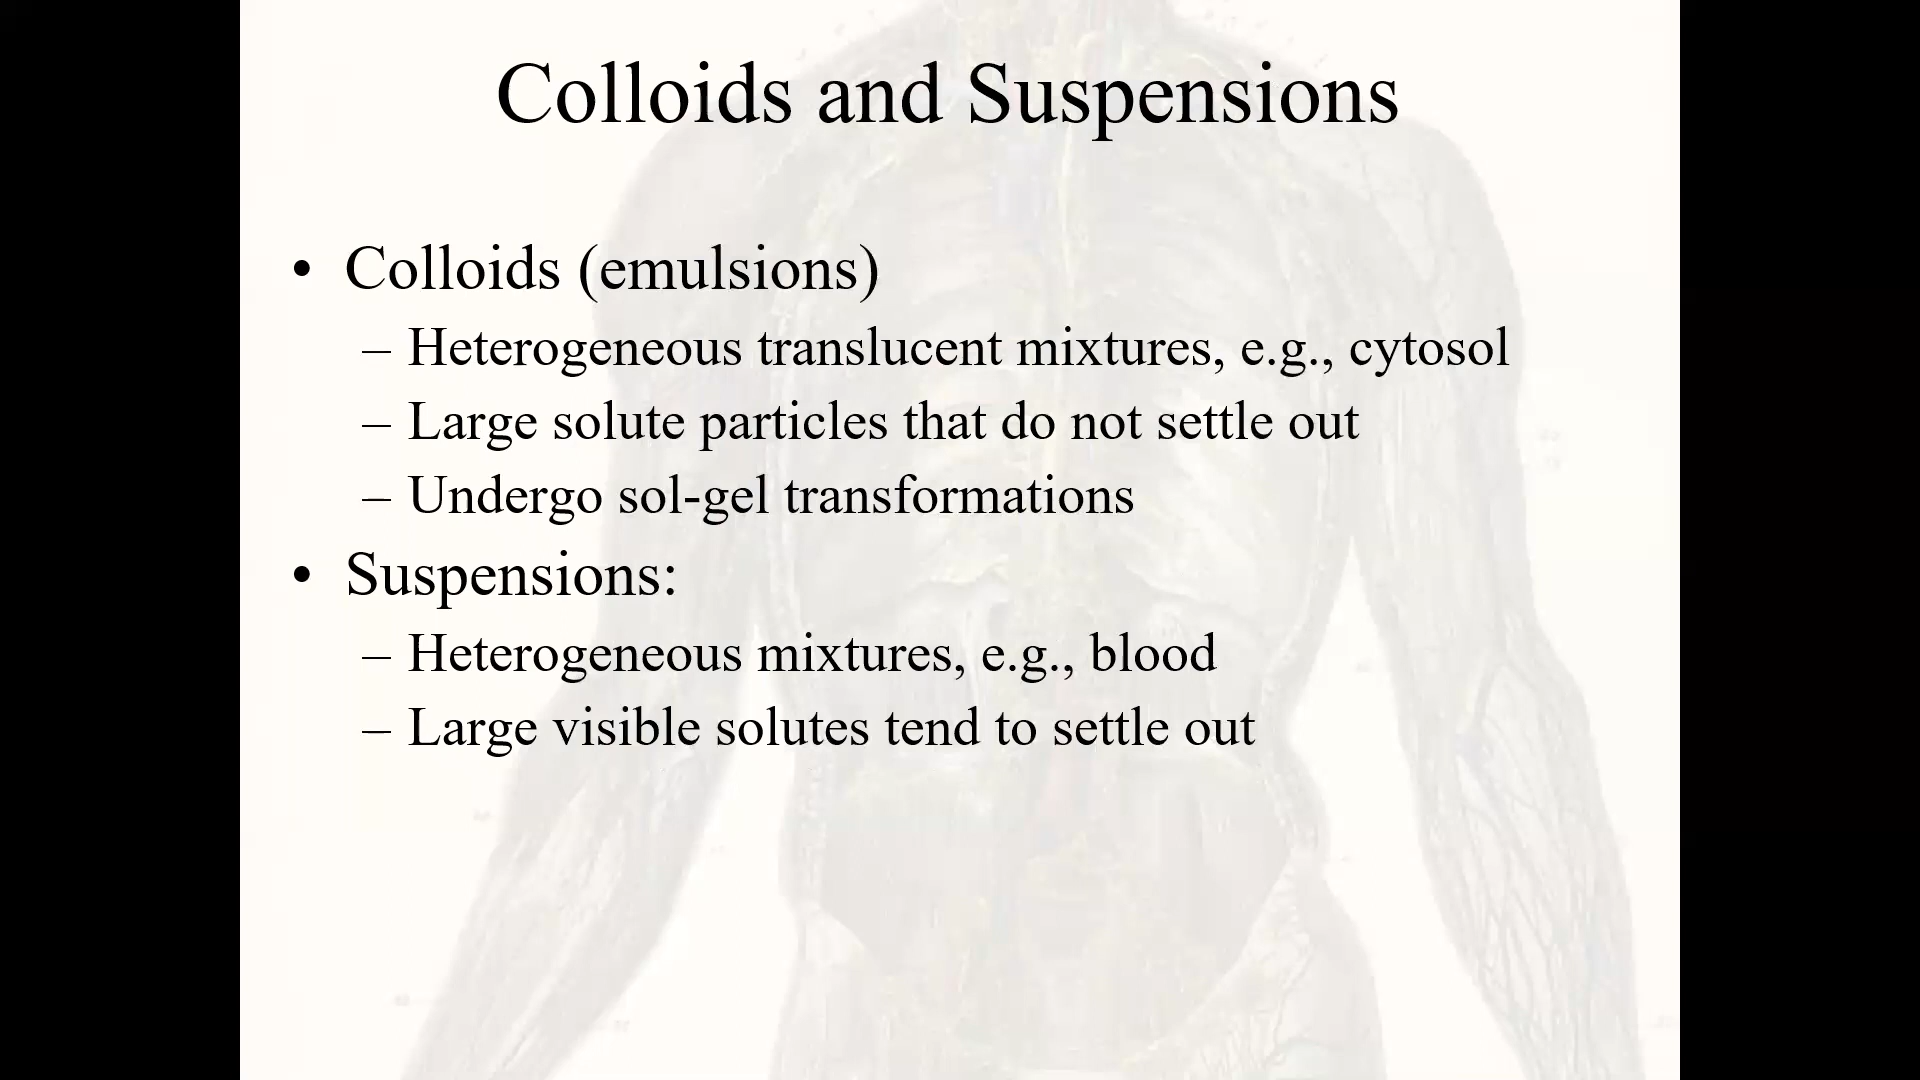 Colloids and Suspensions
• Colloids (emulsions)
– Heterogeneous translucent mixtures, e.g., cytosol
– Large solute particles that do not settle out
– Undergo sol-gel transformations
• Suspensions:
– Heterogeneous mixtures, e.g., blood
– Large visible solutes tend to settle out